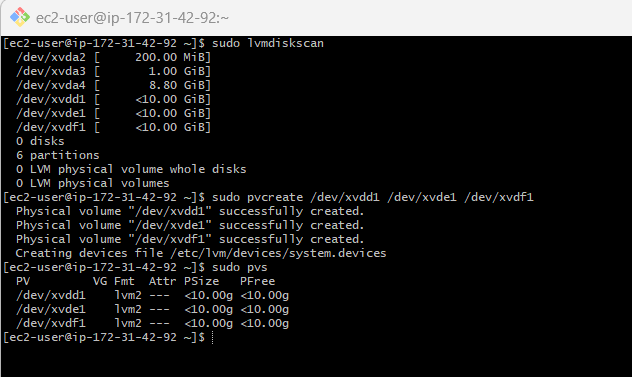 ec2-user@ip-172-31-42-92:~
[ec2-user@ip-172-31-42-92 ~]$ sudo lvmdiskscan
  /dev/xvda2 [     200.00 MiB]
  /dev/xvda3 [       1.00 GiB]
  /dev/xvda4 [       8.80 GiB]
  /dev/xvdd1 [     <10.00 GiB]
  /dev/xvde1 [     <10.00 GiB]
  /dev/xvdf1 [     <10.00 GiB]
  0 disks
  6 partitions
  0 LVM physical volume whole disks
  0 LVM physical volumes
[ec2-user@ip-172-31-42-92 ~]$ sudo pvcreate /dev/xvdd1 /dev/xvde1 /dev/xvdf1
  Physical volume "/dev/xvdd1" successfully created.
  Physical volume "/dev/xvde1" successfully created.
  Physical volume "/dev/xvdf1" successfully created.
  Creating devices file /etc/lvm/devices/system.devices
[ec2-user@ip-172-31-42-92 ~]$ sudo pvs
  PV         VG Fmt  Attr PSize   PFree
  /dev/xvdd1    lvm2 ---  <10.00g <10.00g
  /dev/xvde1    lvm2 ---  <10.00g <10.00g
  /dev/xvdf1    lvm2 ---  <10.00g <10.00g
[ec2-user@ip-172-31-42-92 ~]$